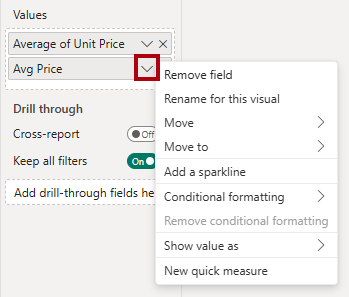 Values
Average of Unit Price
Avg Price
Drill through
Cross-report
Off
Keep all filters
On
Add drill-through fields he
Remove field
Rename for this visual
Move
Move to
Add a sparkline
Conditional formatting
Remove conditional formatting
Show value as
New quick measure